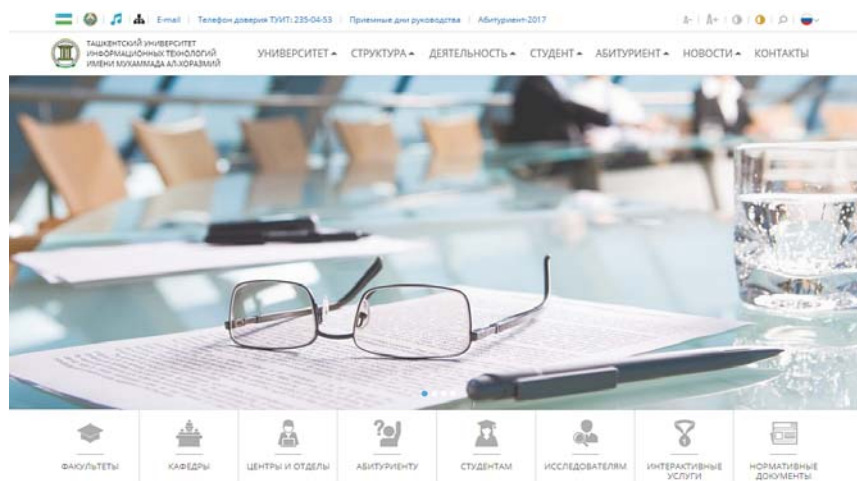 E-mail Телефон доверия ТУИТ: 235-04-53 Приемные дни руководства Абитуриент-2017 A- A+
ТАШКЕНТСКИЙ УНИВЕРСИТЕТ
ИНФОРМАЦИОННЫХ ТЕХНОЛОГИЙ
ИМЕНИ МУХАММАДА АЛ-ХОРАЗМИЙ
УНИВЕРСИТЕТ СТРУКТУРА ДЕЯТЕЛЬНОСТЬ СТУДЕНТ АБИТУРИЕНТ НОВОСТИ КОНТАКТЫ
ФАКУЛЬТЕТЫ
КАФЕДРЫ
ЦЕНТРЫ И ОТДЕЛЫ
АБИТУРИЕНТУ
СТУДЕНТАМ
ИССЛЕДОВАТЕЛЯМ
ИНТЕРАКТИВНЫЕ
УСЛУГИ
НОРМАТИВНЫЕ
ДОКУМЕНТЫ